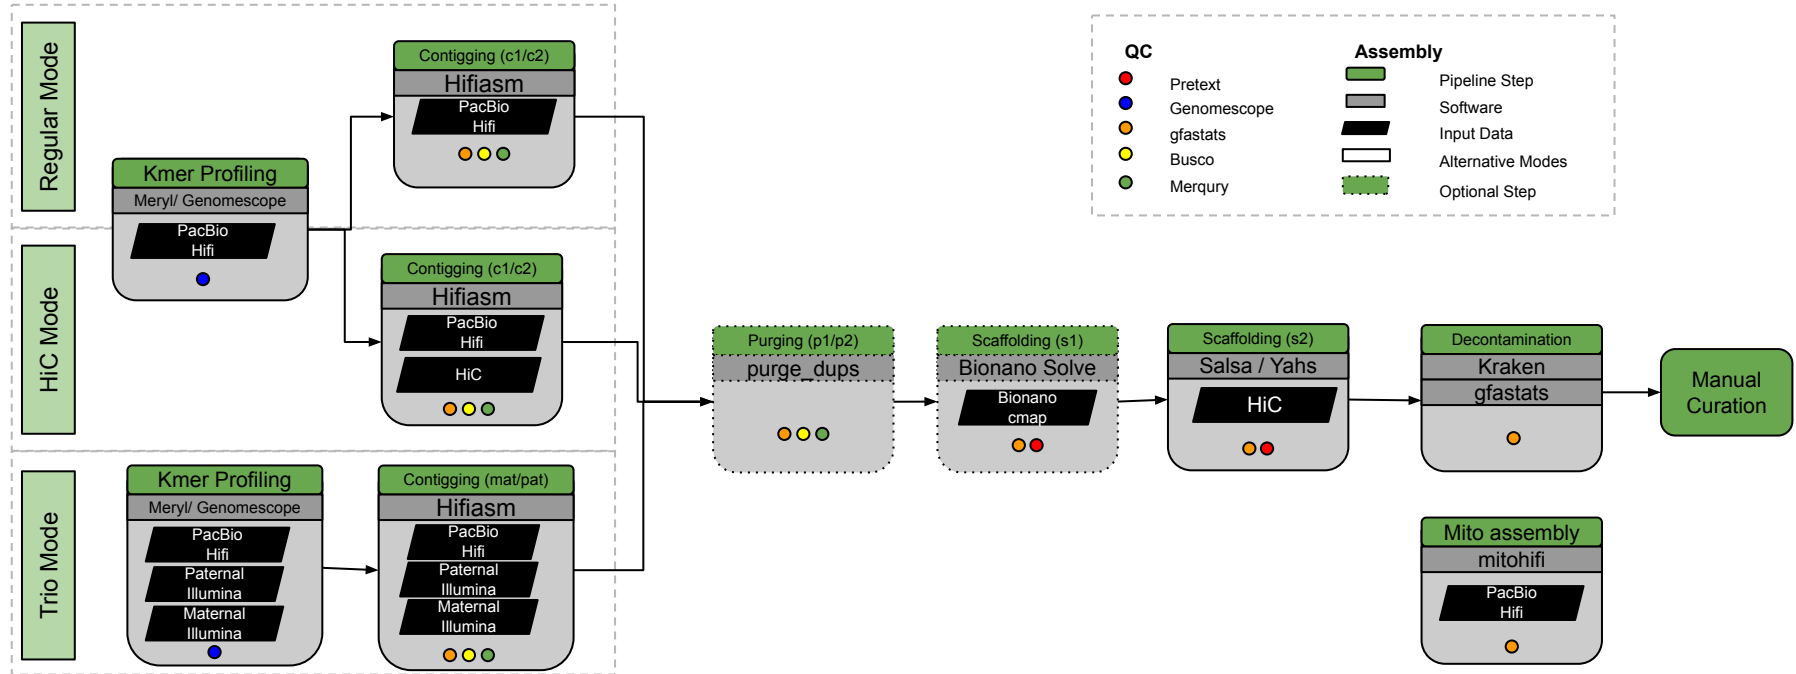 Regular Mode
Kmer Profiling
Meryl/ Genomescope
PacBio
Hifi
Contigging (c1/c2)
Hifiasm
PacBio
Hifi
HiC Mode
Contigging (c1/c2)
Hifiasm
PacBio
Hifi
HiC
Trio Mode
Kmer Profiling
Meryl/ Genomescope
PacBio
Hifi
Paternal
Illumina
Maternal
Illumina
Contigging (mat/pat)
Hifiasm
PacBio
Hifi
Paternal
Illumina
Maternal
Illumina
Purging (p1/p2)
purge_dups
Scaffolding (s1)
Bionano Solve
Bionano
cmap
Scaffolding (s2)
Salsa / Yahs
HiC
Decontamination
Kraken
gfastats
Manual
Curation
Mito assembly
mitohifi
PacBio
Hifi
QC
Pretext
Genomescope
gfastats
Busco
Merqury
Assembly
Pipeline Step
Software
Input Data
Alternative Modes
Optional Step